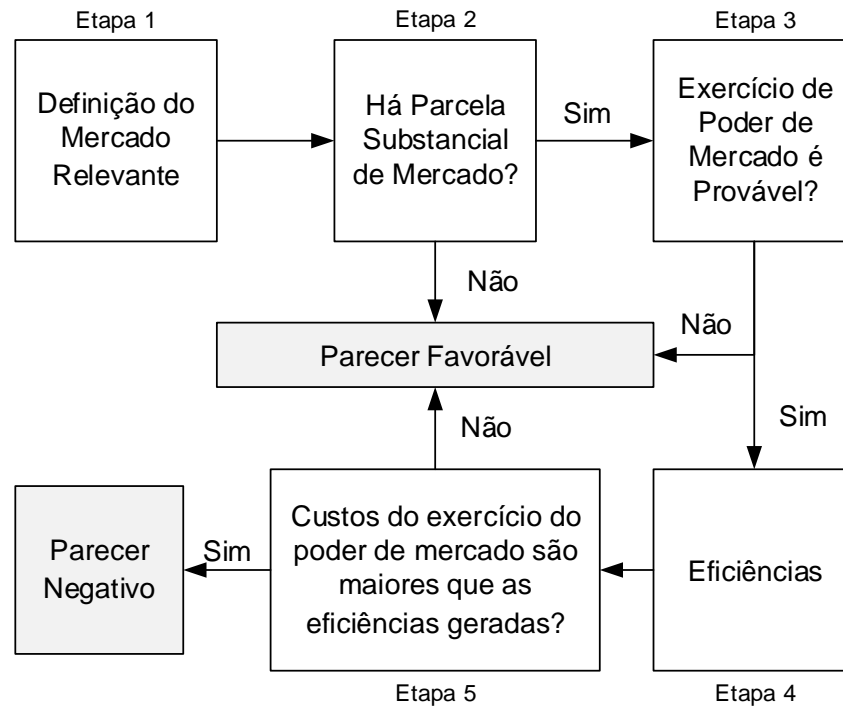 Etapa 1
Etapa 2
Etapa 3
Definição do
Mercado
Relevante
Há Parcela
Substancial
de Mercado?
Sim
Exercício de
Poder de
Mercado é
Provável?
Não
Não
Parecer Favorável
Não
Sim
Parecer
Negativo
Sim
Custos do exercício do
poder de mercado são
maiores que as
eficiências geradas?
Eficiências
Etapa 5
Etapa 4